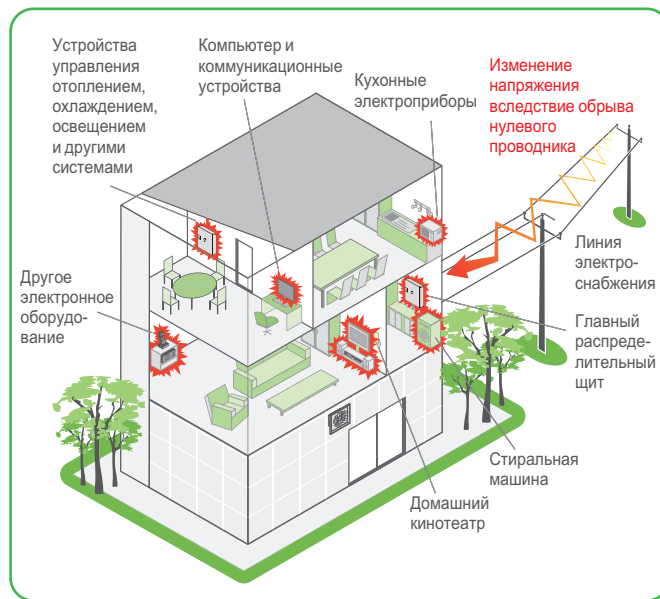 Устройства
управления
отоплением,
охлаждением,
освещением
и другими
системами
Компьютер и
коммуникационные
устройства
Кухонные
электроприборы
Изменение
напряжения
вследствие обрыва
нулевого
проводника
Линия
электро-
снабжения
Главный
распреде-
лительный
щит
Другое
электронное
оборудо-
вание
Стиральная
машина
Домашний
кинотеатр